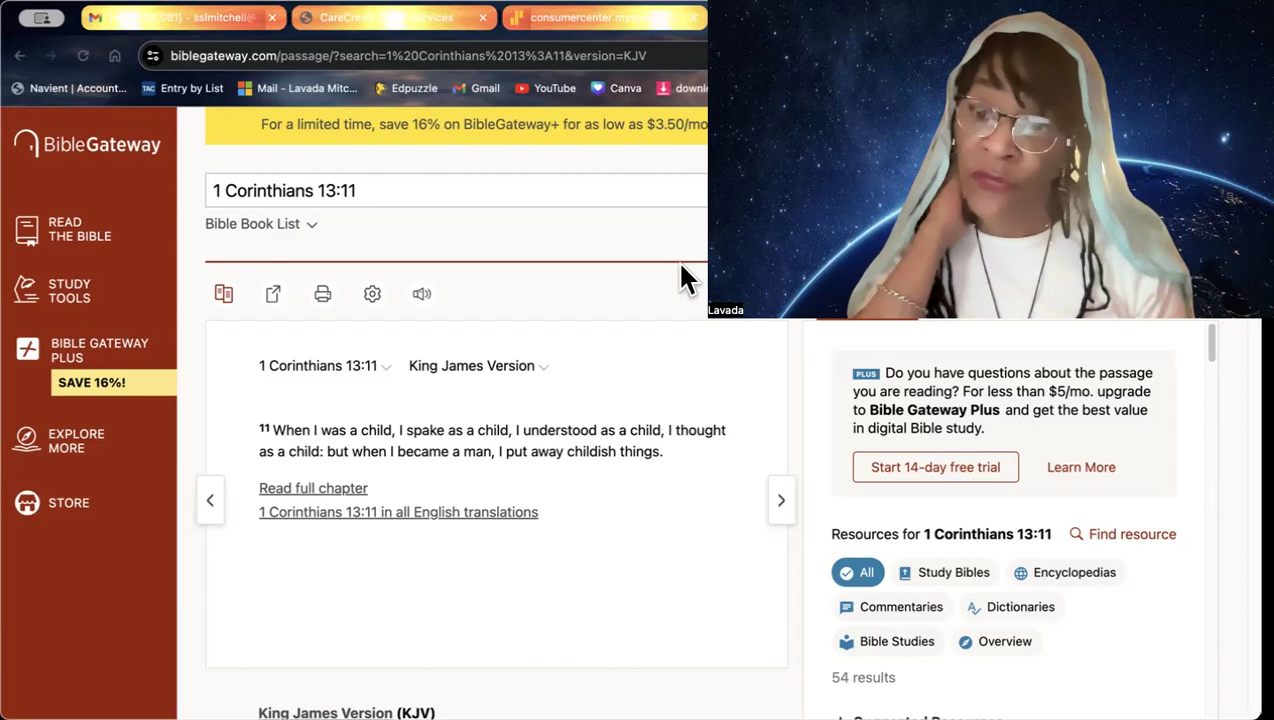 081) - sslmitchell@
CareCredit
consumercenter.mys
biblegateway.com/passage/?search=1%20Corinthians%2013%3A11&version=KJV
Navient | Account...
TAC Entry by List
Mail - Lavada Mitc...
Edpuzzle
Gmail
YouTube
Canva
downl
BibleGateway
For a limited time, save 16% on BibleGateway+ for as low as $3.50/mo
1 Corinthians 13:11
Bible Book List
READ
THE BIBLE
STUDY
TOOLS
BIBLE GATEWAY
PLUS
SAVE 16%!
EXPLORE
MORE
STORE
Lavada
1 Corinthians 13:11 King James Version
11 When I was a child, I spake as a child, I understood as a child, I thought
as a child: but when I became a man, I put away childish things.
Read full chapter
1 Corinthians 13:11 in all English translations
King James Version (KJV)
PLUS Do you have questions about the passage
you are reading? For less than $5/mo. upgrade
to Bible Gateway Plus and get the best value
in digital Bible study.
Start 14-day free trial Learn More
Resources for 1 Corinthians 13:11 Find resource
All Study Bibles Encyclopedias
Commentaries Dictionaries
Bible Studies Overview
54 results